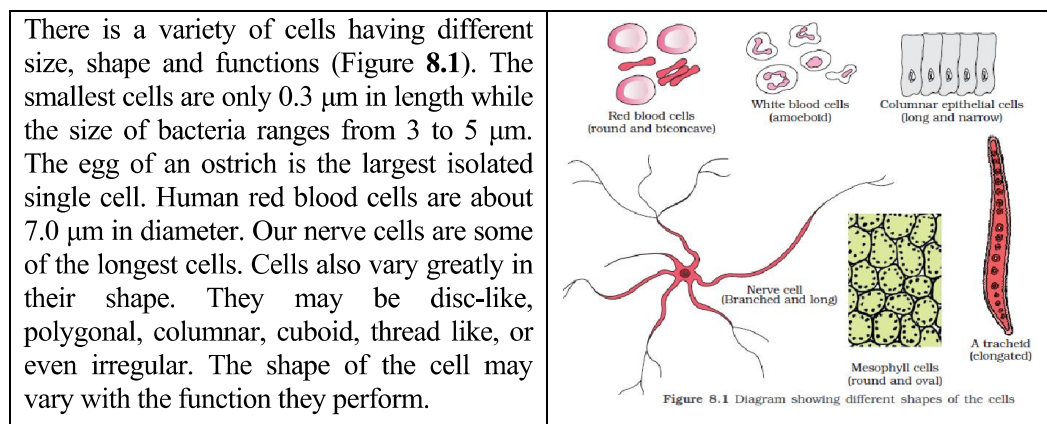 There is a variety of cells having different
size, shape and functions (Figure 8.1). The
smallest cells are only 0.3 μm in length while
the size of bacteria ranges from 3 to 5 μm.
The egg of an ostrich is the largest isolated
single cell. Human red blood cells are about
7.0 μm in diameter. Our nerve cells are some
of the longest cells. Cells also vary greatly in
their shape. They may be disc-like,
polygonal, columnar, cuboid, thread like, or
even irregular. The shape of the cell may
vary with the function they perform.
Red blood cells
(round and biconcave)
White blood cells
(amoeboid)
Columnar epithelial cells
(long and narrow)
Nerve cell
(Branched and long)
Mesophyll cells
(round and oval)
A tracheid
(elongated)
Figure 8.1 Diagram showing different shapes of the cells